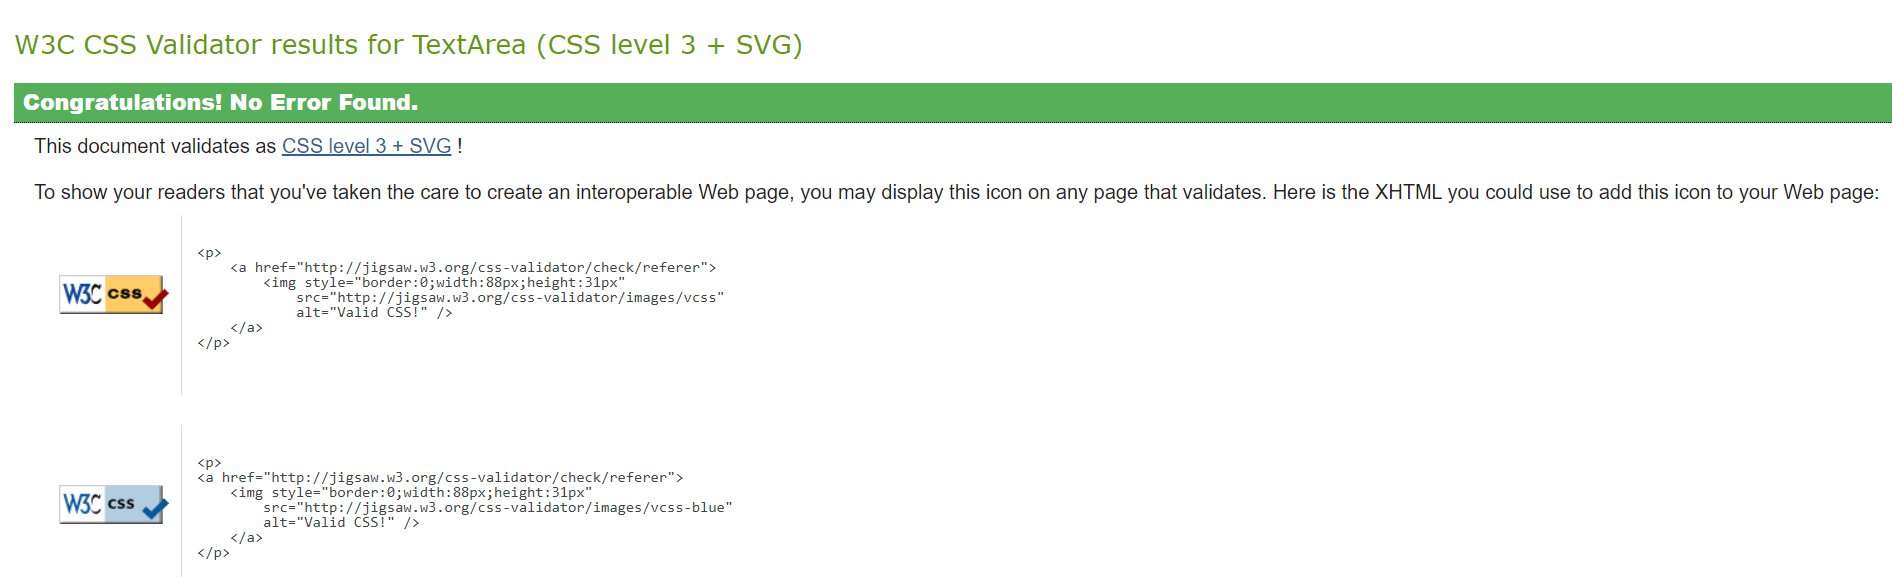 W3C CSS Validator results for TextArea (CSS level 3 + SVG)
Congratulations! No Error Found.
This document validates as CSS level 3 + SVG !
To show your readers that you've taken the care to create an interoperable Web page, you may display this icon on any page that validates. Here is the XHTML you could use to add this icon to your Web page:
W3C css
<p>
    <a href="http://jigsaw.w3.org/css-validator/check/referer">
        <img style="border:0;width:88px;height:31px"
            src="http://jigsaw.w3.org/css-validator/images/vcss"
            alt="Valid CSS!" />
    </a>
</p>
W3C css
<p>
<a href="http://jigsaw.w3.org/css-validator/check/referer">
    <img style="border:0;width:88px;height:31px"
        src="http://jigsaw.w3.org/css-validator/images/vcss-blue"
        alt="Valid CSS!" />
    </a>
</p>